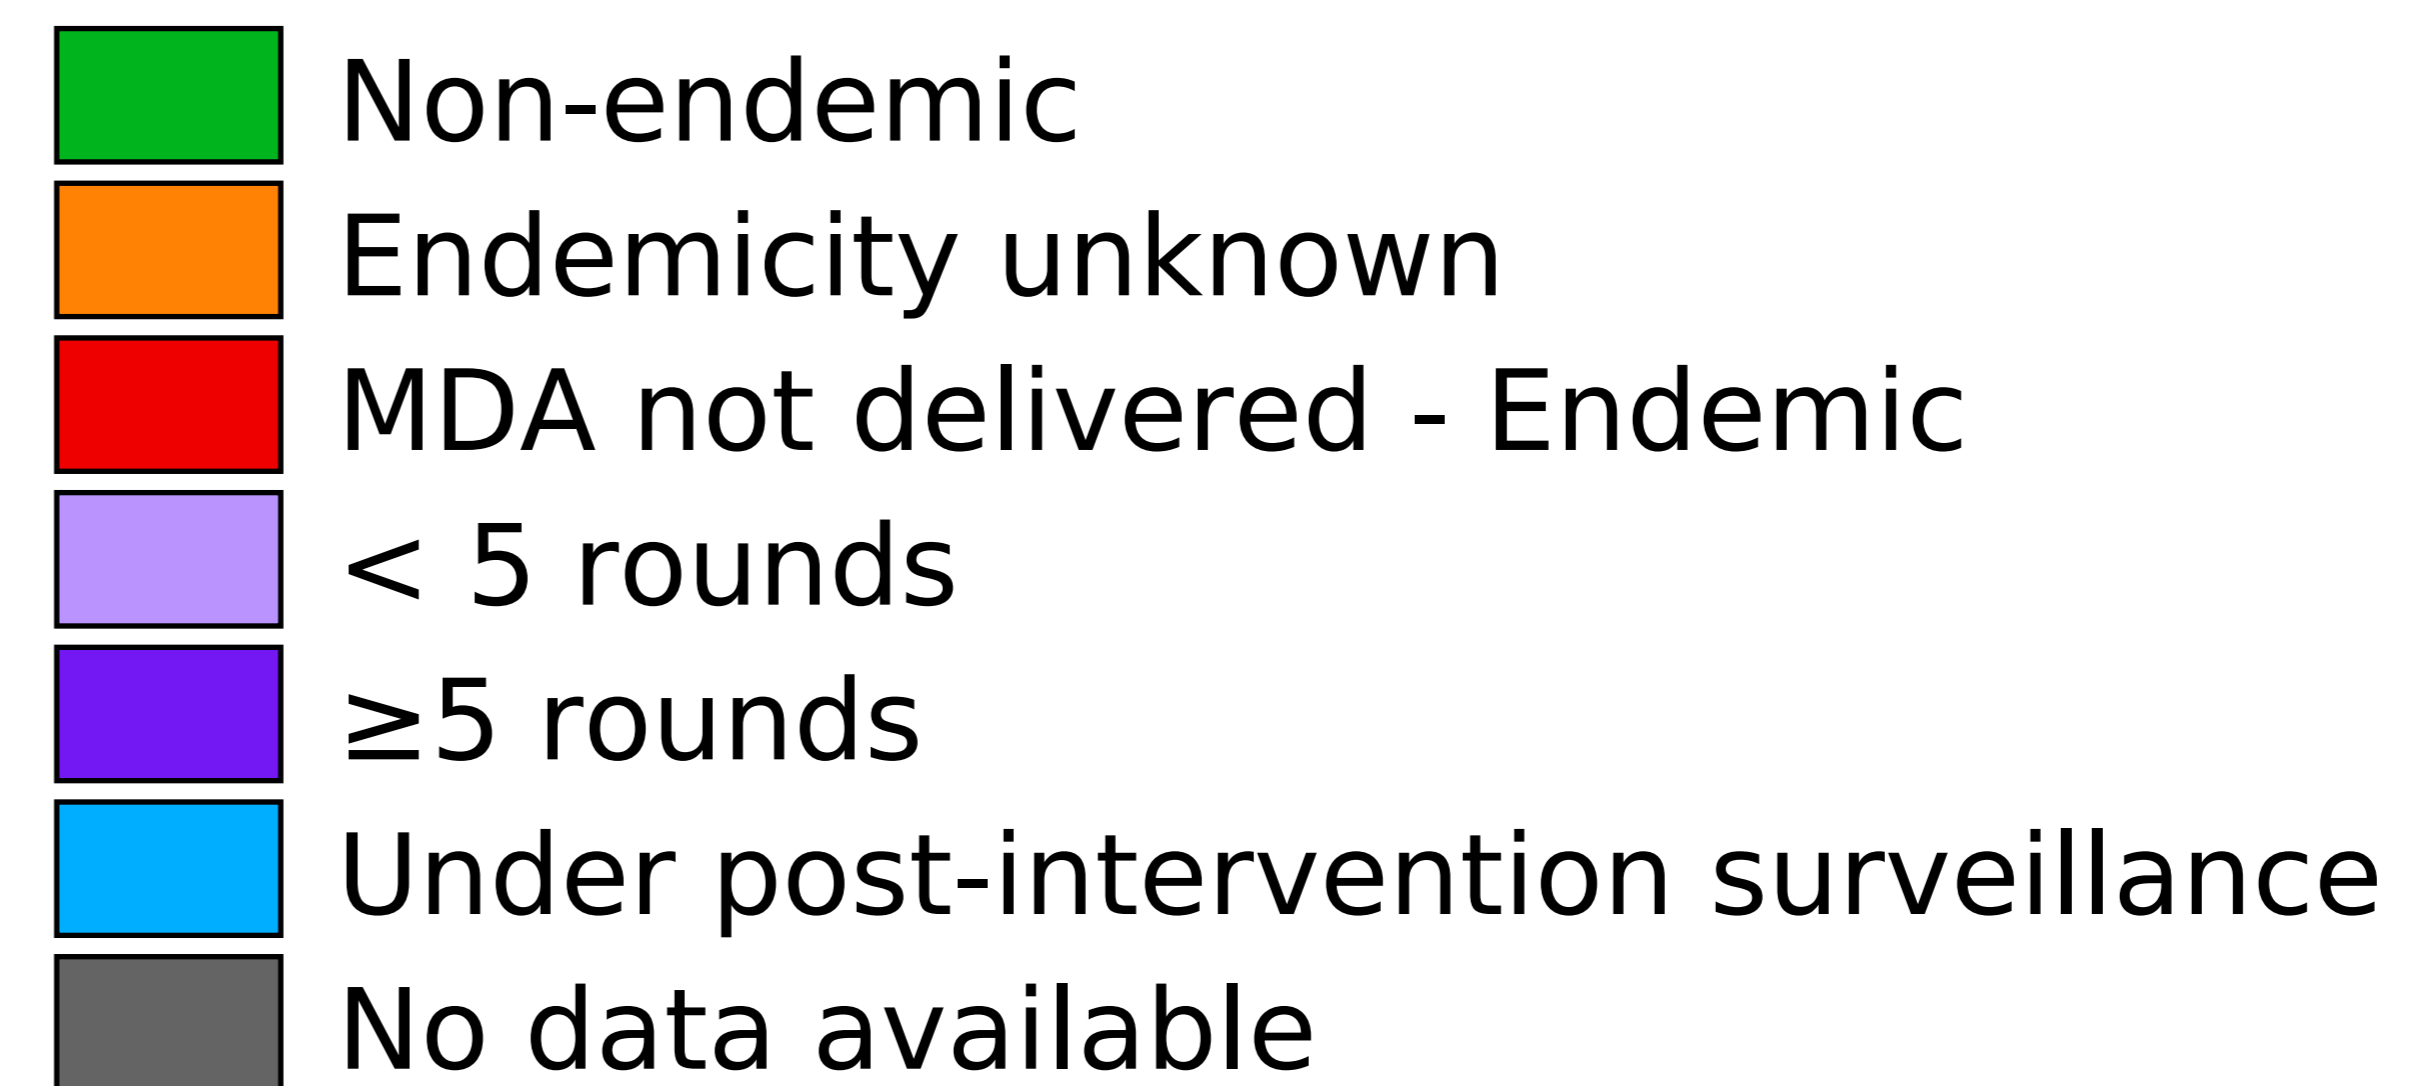 Non-endemic
Endemicity unknown
MDA not delivered - Endemic
< 5 rounds
≥5 rounds
Under post-intervention surveillance
No data available